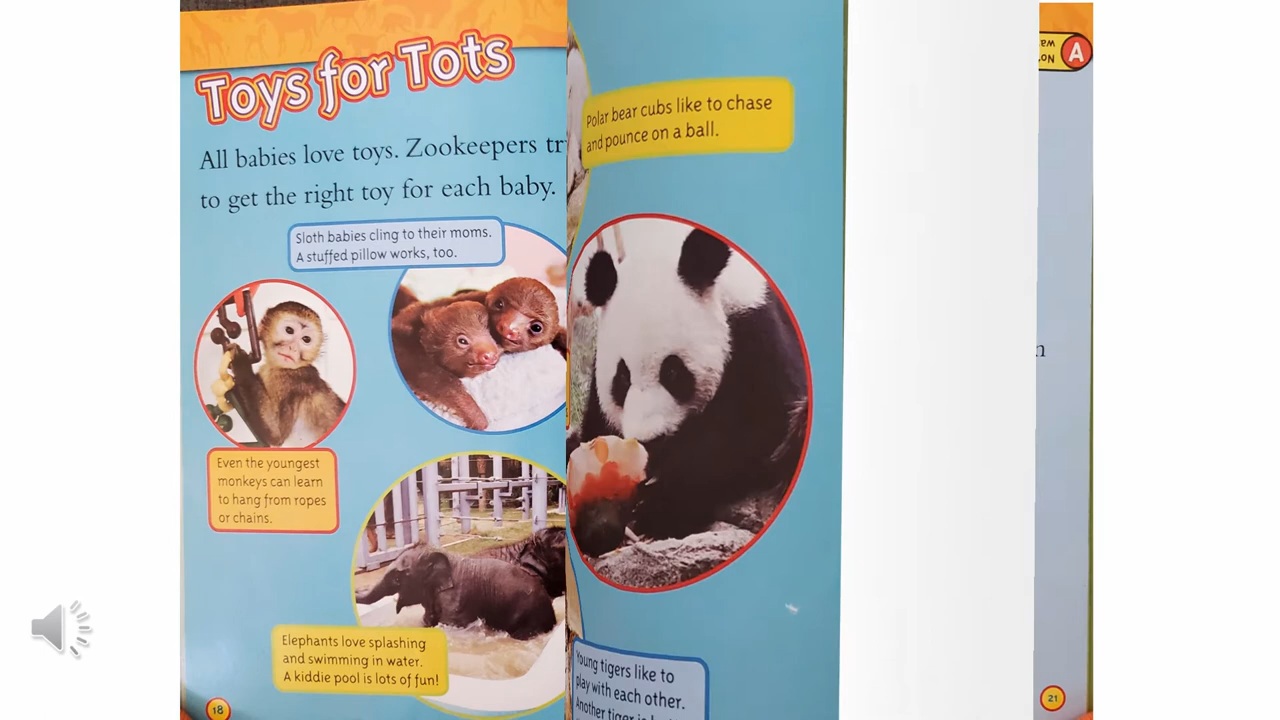 Toys for Tots
All babies love toys. Zookeepers
to get the right toy for each baby.
Sloth babies cling to their moms.
A stuffed pillow works, too.
Even the youngest
monkeys can learn
to hang from ropes
or chains.
Elephants love splashing
and swimming in water.
A kiddie pool is lots of fun!
18
Polar bear cubs like to chase
and pounce on a ball.
Young tigers like to
play with each other.
Another tiger is
A
21